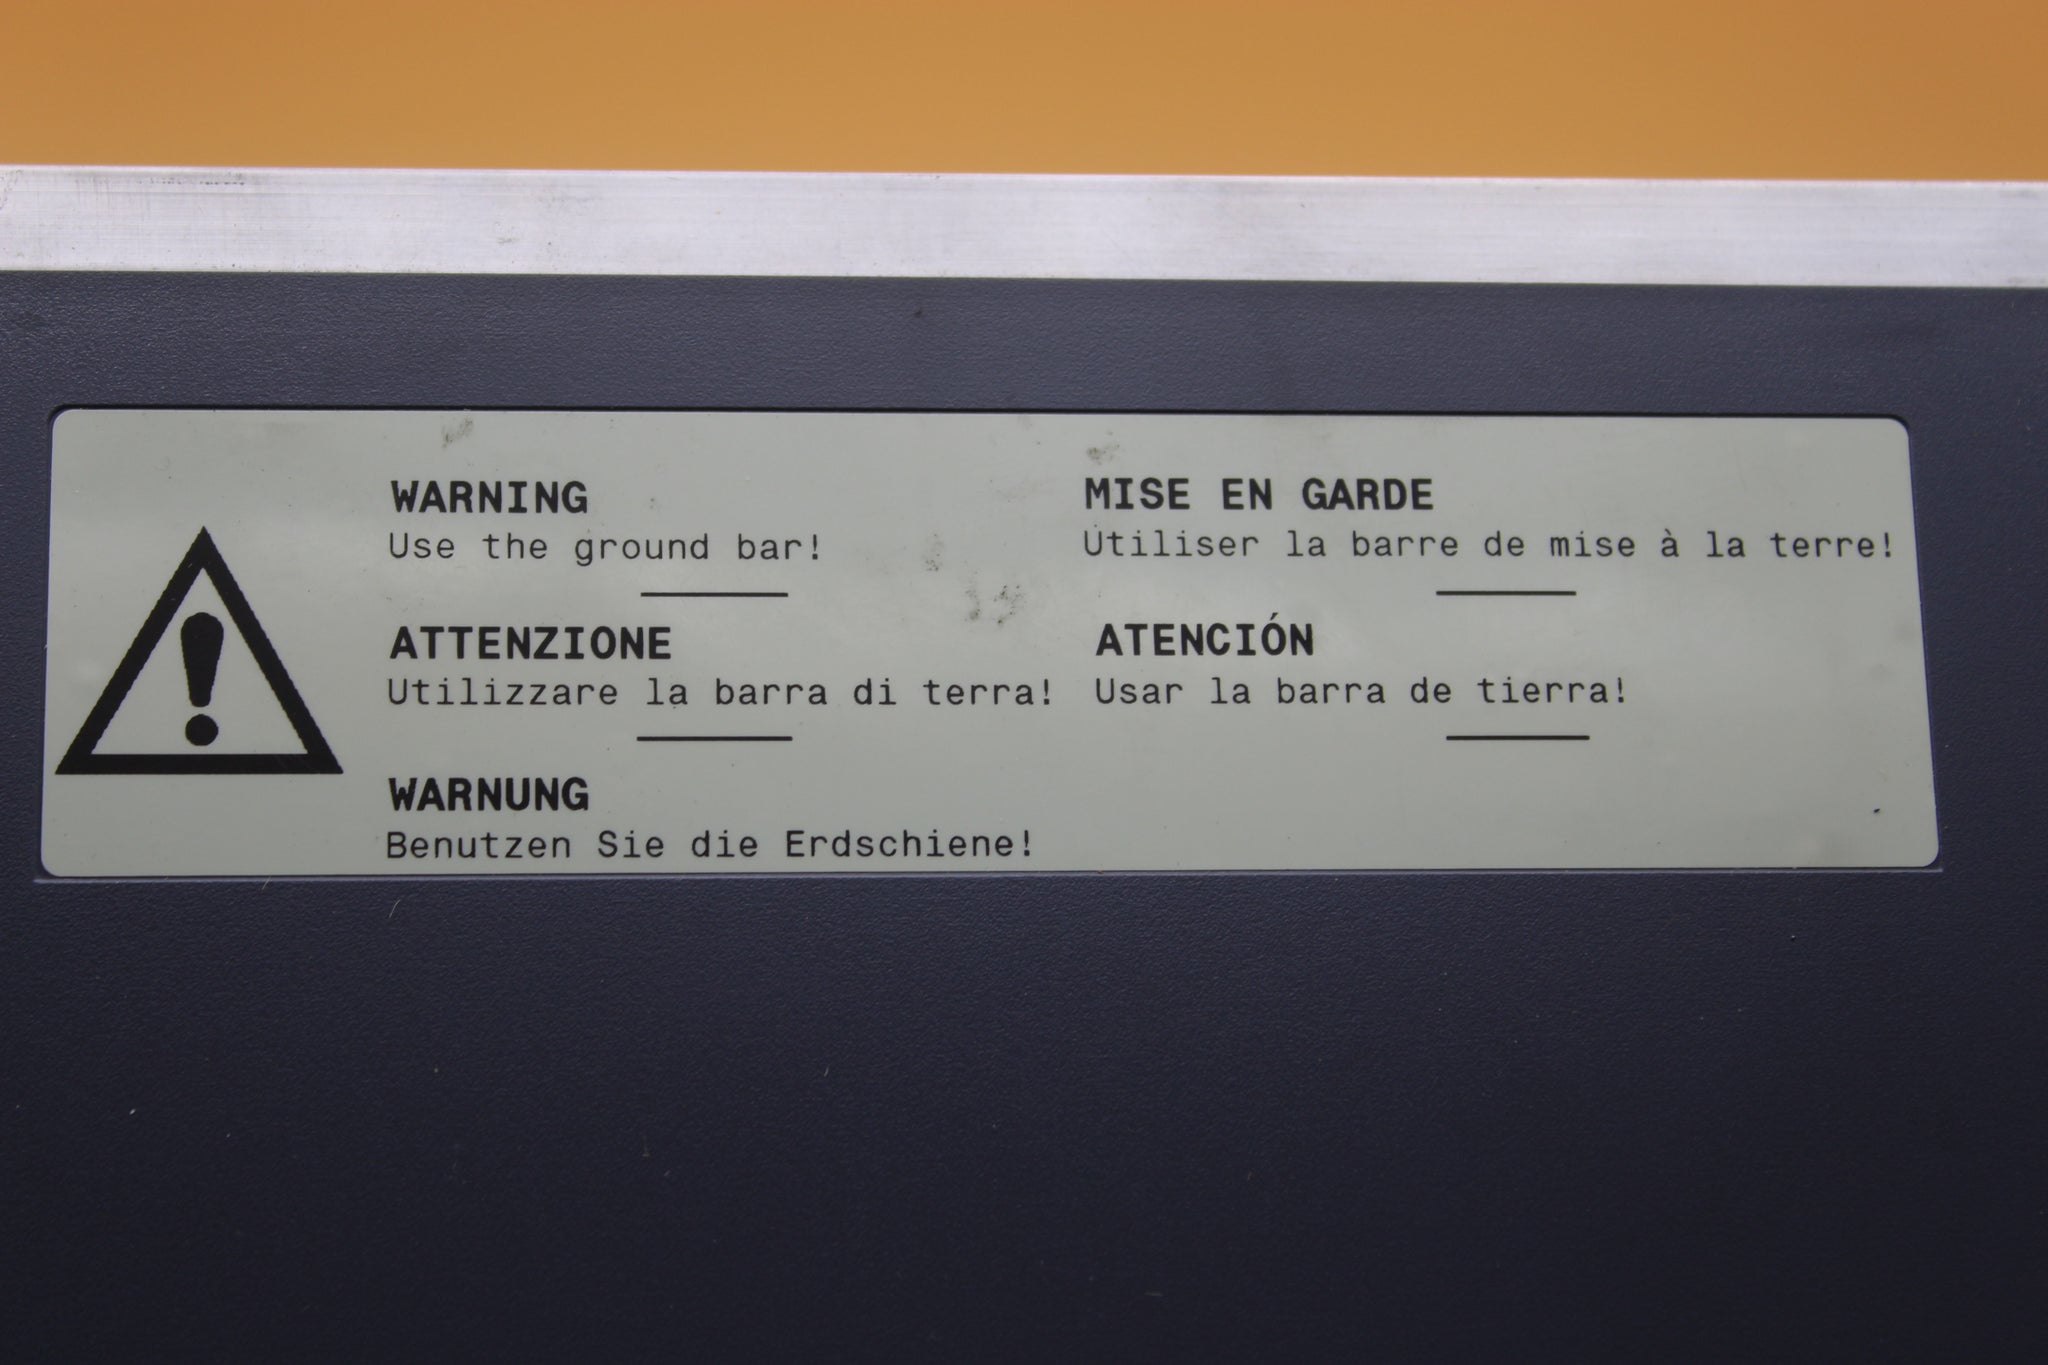 WARNING
Use the ground bar!
ATTENZIONE
Utilizzare la barra di terra!
WARNUNG
Benutzen Sie die Erdschiene!
MISE EN GARDE
Utiliser la barre de mise à la terre!
ATENCIÓN
Usar la barra de tierra!